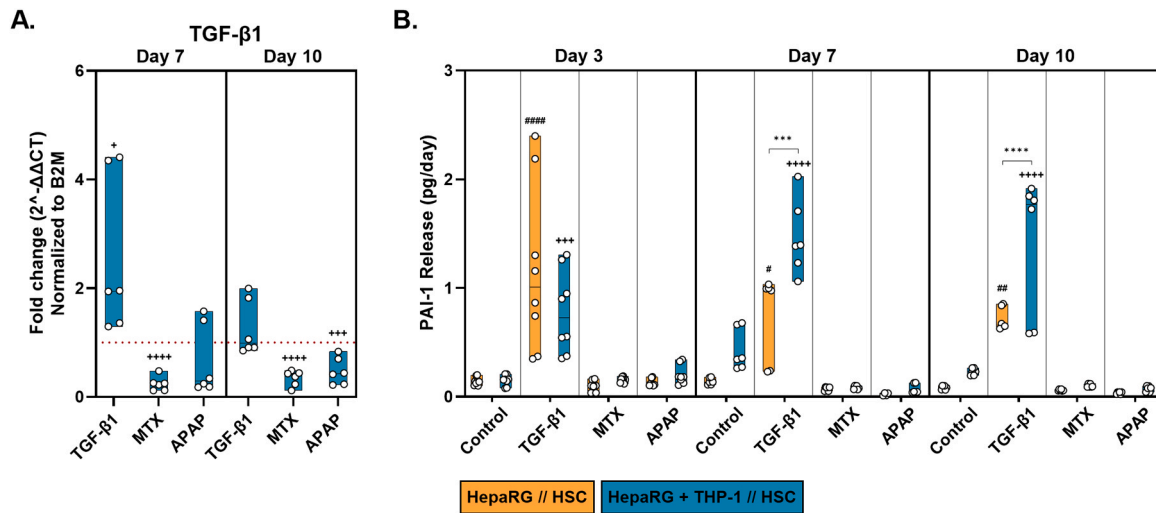 A.
TGF-β1
Day 7
Day 10
Fold change (2^-ΔΔCT)
Normalized to B2M
6
4
2
0
+
++++
++++
+++
TGF-β1
MTX
APAP
TGF-β1
MTX
APAP
B.
Day 3
Day 7
Day 10
PAI-1 Release (pg/day)
3
2
1
0
####
+++
#
***
++++
##
****
++++
Control
TGF-β1
MTX
APAP
Control
TGF-β1
MTX
APAP
Control
TGF-β1
MTX
APAP
HepaRG // HSC
HepaRG + THP-1 // HSC